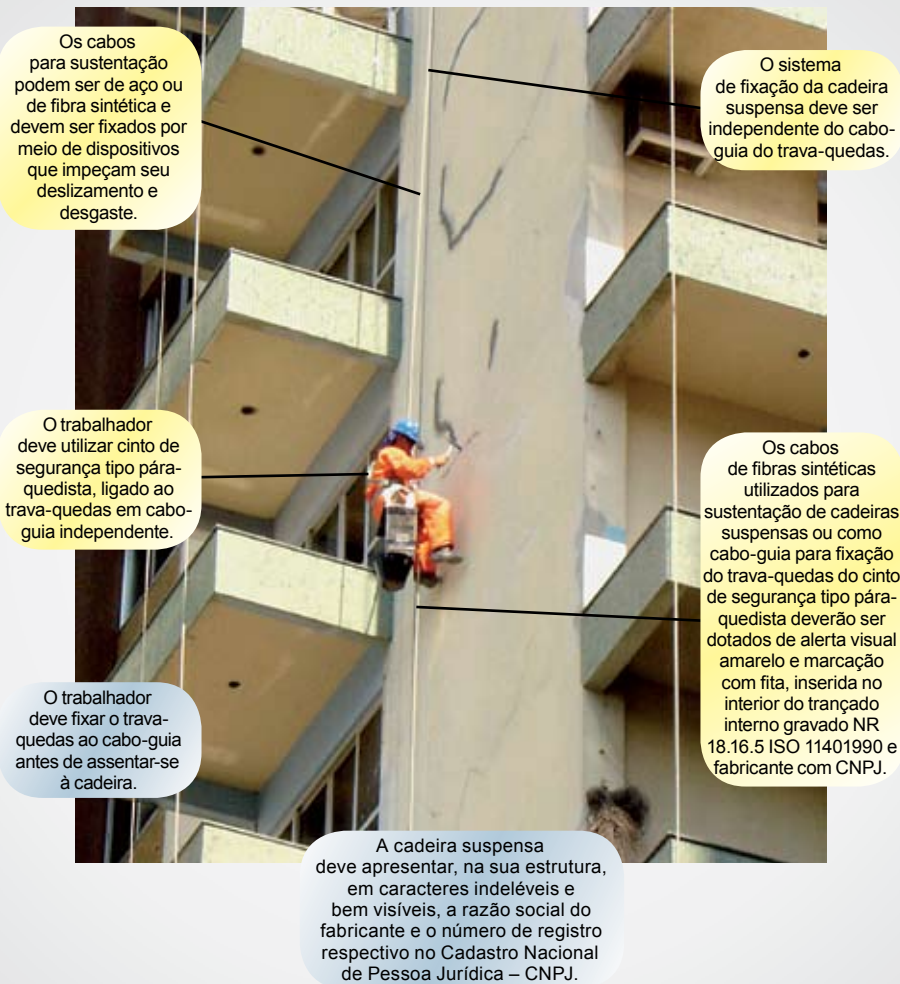 Os cabos
para sustentação
podem ser de aço ou
de fibra sintética e
devem ser fixados por
meio de dispositivos
que impeçam seu
deslizamento e
desgaste.
O sistema
de fixação da cadeira
suspensa deve ser
independente do cabo-
guia do trava-quedas.
O trabalhador
deve utilizar cinto de
segurança tipo pára-
quedista, ligado ao
trava-quedas em cabo-
guia independente.
Os cabos
de fibras sintéticas
utilizados para
sustentação de cadeiras
suspensas ou como
cabo-guia para fixação
do trava-quedas do cinto
de segurança tipo pára-
quedista deverão ser
dotados de alerta visual
amarelo e marcação
com fita, inserida no
interior do trançado
interno gravado NR
18.16.5 ISO 11401990 e
fabricante com CNPJ.
O trabalhador
deve fixar o trava-
quedas ao cabo-guia
antes de assentar-se
à cadeira.
A cadeira suspensa
deve apresentar, na sua estrutura,
em caracteres indeléveis e
bem visíveis, a razão social do
fabricante e o número de registro
respectivo no Cadastro Nacional
de Pessoa Jurídica – CNPJ.